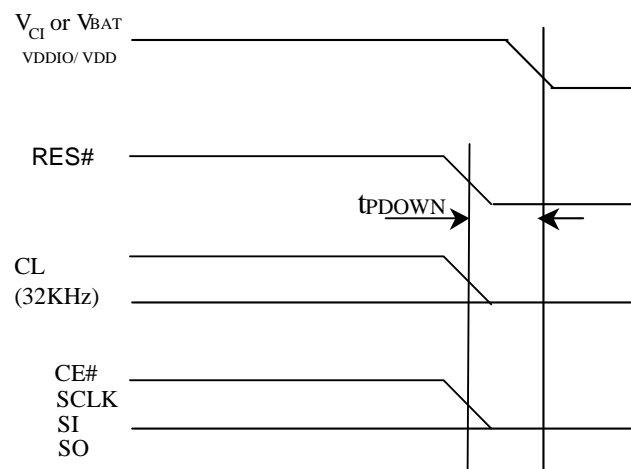 VCI or VBAT
VDDIO/ VDD
RES#
tPDOWN
CL
(32KHz)
CE#
SCLK
SI
SO